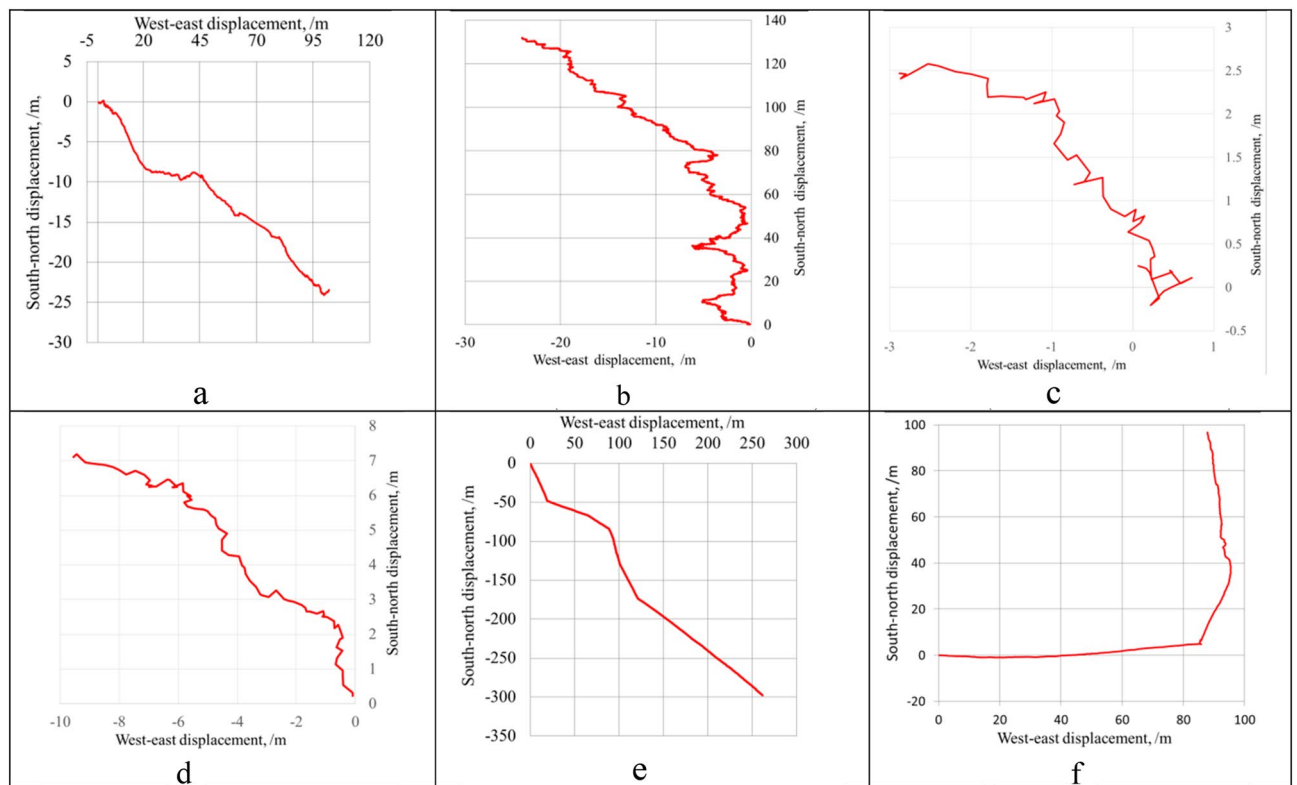 West-east displacement, /m
-5 20 45 70 95 120
South-north displacement, /m,
5
0
-5
-10
-15
-20
-25
-30
a
140
120
100
80
60
40
20
0
South-north displacement, /m
-30 -20 -10 0
West-east displacement, /m
b
3
2.5
2
1.5
1
0.5
0
-0.5
South-north displacement, /m
-3 -2 -1 0 1
West-east displacement, /m
c
8
7
6
5
4
3
2
1
0
South-north displacement, /m
-10 -8 -6 -4 -2 0
West-east displacement, /m
d
West-east displacement, /m
0 50 100 150 200 250 300
South-north displacement, /m
0
-50
-100
-150
-200
-250
-300
-350
e
South-north displacement, /m
100
80
60
40
20
0
-20
0 20 40 60 80 100
West-east displacement, /m
f